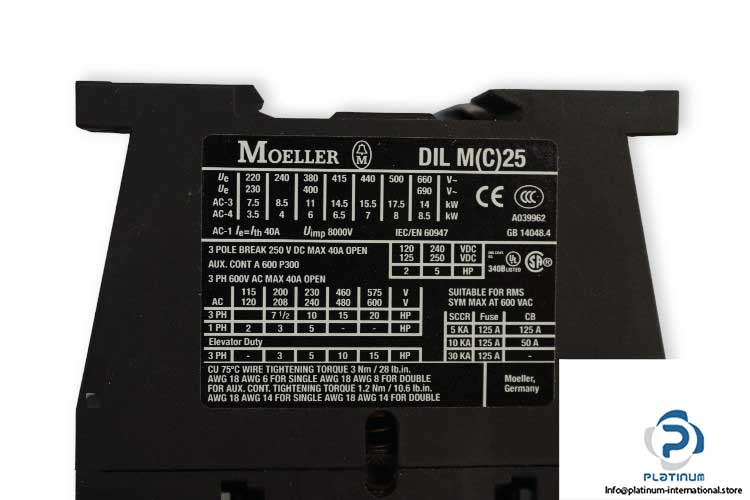 MOELLER M DIL M(C)25
Ue 220 240 380 415 440 500 660 V~
Ue 230 400 690 V~
AC-3 7.5 8.5 11 14.5 15.5 17.5 14 kW
AC-4 3.5 4 6 6.5 7 8 8.5 kW
CE CCC
A039962
AC-1 Ie=Ith 40A Uimp 8000V IEC/EN 60947 GB 14048.4
3 POLE BREAK 250 V DC MAX 40A OPEN
AUX. CONT A 600 P300
3 PH 600V AC MAX 40A OPEN
120 240 VDC
125 250 VDC
2 5 HP
IND.CONT. EQ.
340B UL LISTED SA
115 200 230 460 575 V
AC 120 208 240 480 600 V
3 PH 7 1/2 10 15 20 HP
1 PH 2 3 5 - - HP
Elevator Duty
3 PH - 3 5 10 15 HP
SUITABLE FOR RMS
SYM MAX AT 600 VAC
SCCR Fuse CB
5 KA 125 A 125 A
10 KA 125 A 50 A
30 KA 125 A -
CU 75°C WIRE TIGHTENING TORQUE 3 Nm / 28 lb.in.
AWG 18 AWG 6 FOR SINGLE AWG 18 AWG 8 FOR DOUBLE
FOR AUX. CONT. TIGHTENING TORQUE 1.2 Nm / 10.6 lb.in.
AWG 18 AWG 14 FOR SINGLE AWG 18 AWG 14 FOR DOUBLE
Moeller,
Germany
PLATINUM
INTERNATIONAL
Info@platinum-international.store